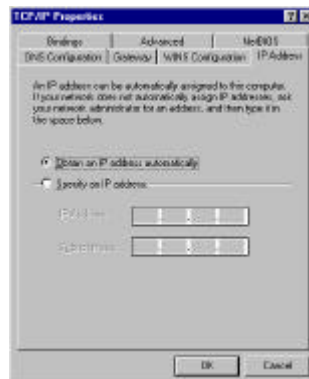 TCP/IP Properties
Bindings Advanced NetBIOS
DNS Configuration Gateway WINS Configuration IP Address
An IP address can be automatically assigned to this computer.
If your network does not automatically assign IP addresses, ask
your network administrator for an address, and then type it in
the space below.
Obtain an IP address automatically
Specify an IP address:
IP Address:
Subnet Mask:
OK Cancel